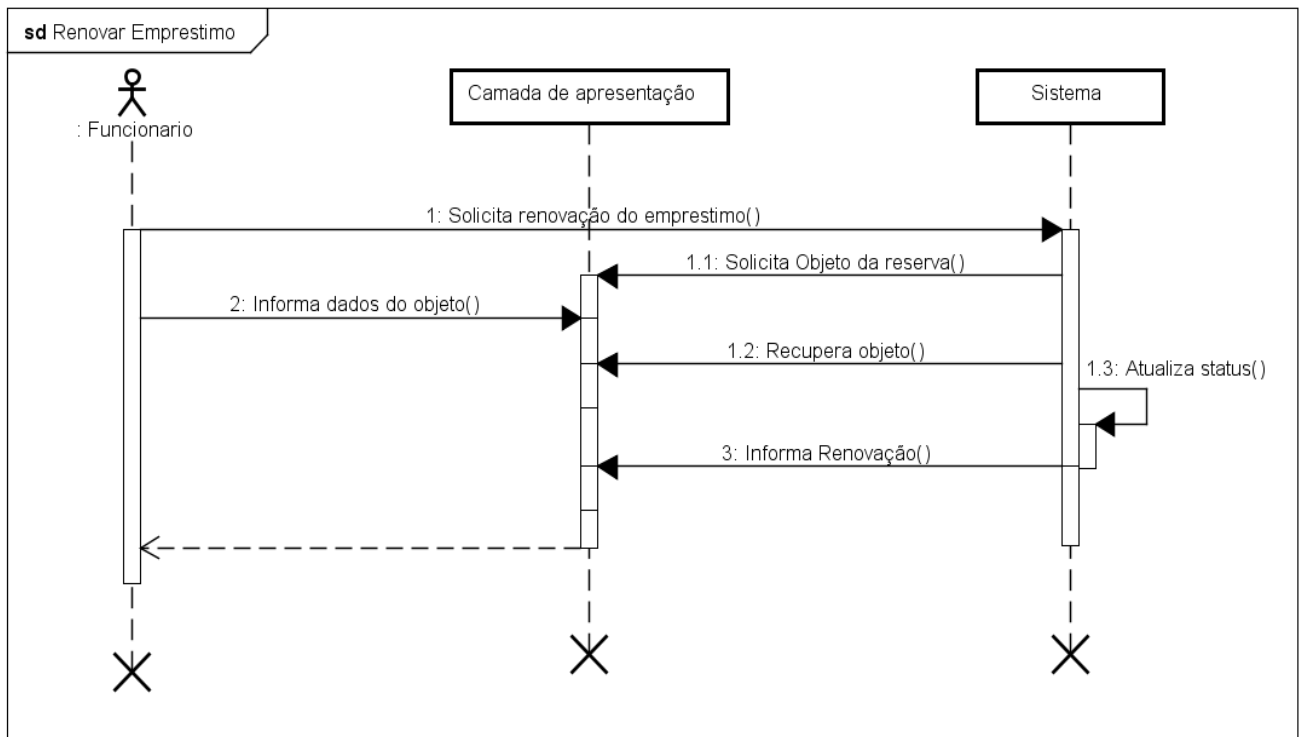 sd Renovar Emprestimo
: Funcionario
Camada de apresentação
Sistema
1: Solicita renovação do emprestimo()
1.1: Solicita Objeto da reserva()
2: Informa dados do objeto()
1.2: Recupera objeto()
1.3: Atualiza status()
3: Informa Renovação()